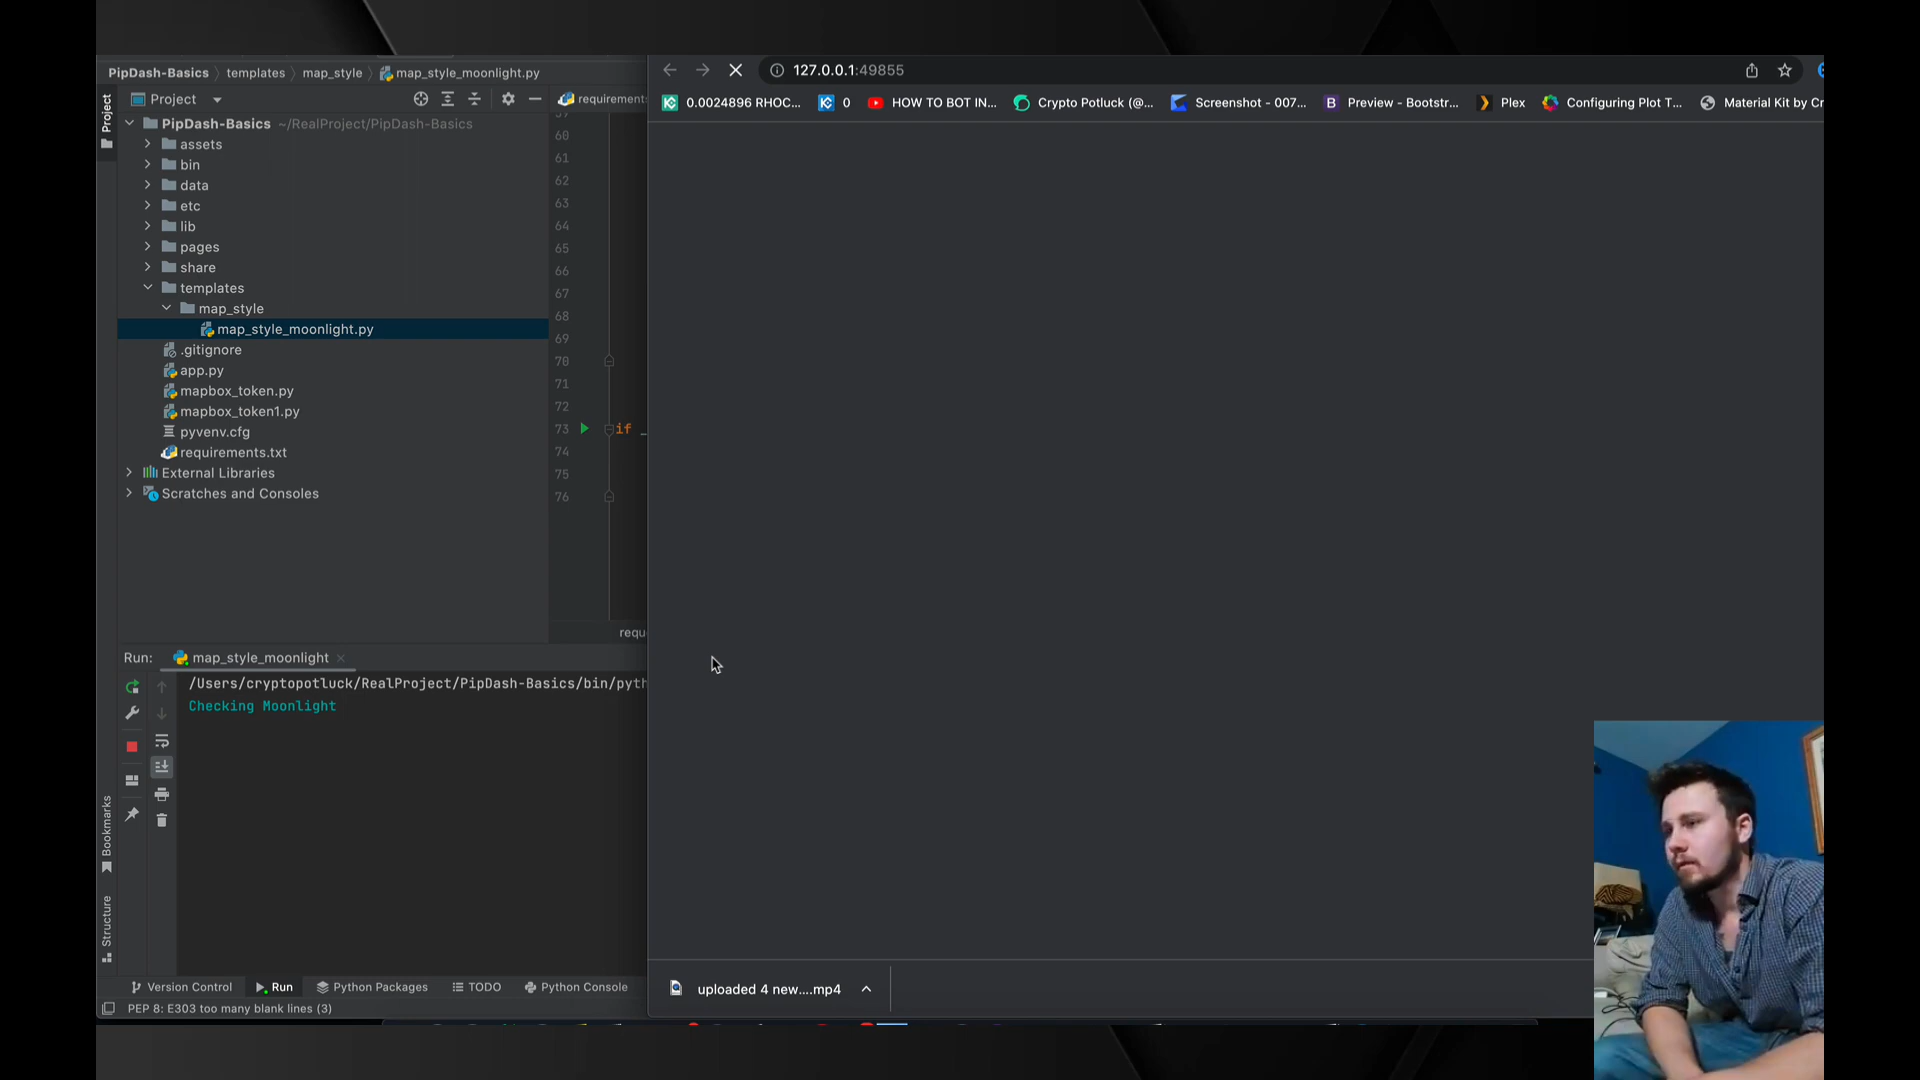 PipDash-Basics templates map_style map_style_moonlight.py
127.0.0.1:49855
0.0024896 RHOC... 0 HOW TO BOT IN... Crypto Potluck (@... Screenshot - 007... Preview - Bootstr... Plex Configuring Plot T... Material Kit by Cr
Project
Project
requirement
PipDash-Basics ~/RealProject/PipDash-Basics
assets
bin
data
etc
lib
pages
share
templates
map_style
map_style_moonlight.py
.gitignore
app.py
mapbox_token.py
mapbox_token1.py
pyvenv.cfg
requirements.txt
External Libraries
Scratches and Consoles
60
61
62
63
64
65
66
67
68
69
70
71
72
73 if _
74
75
76
requ
Run: map_style_moonlight
/Users/cryptopotluck/RealProject/PipDash-Basics/bin/pyth
Checking Moonlight
Bookmarks
Structure
uploaded 4 new....mp4
Version Control Run Python Packages TODO Python Console
PEP 8: E303 too many blank lines (3)